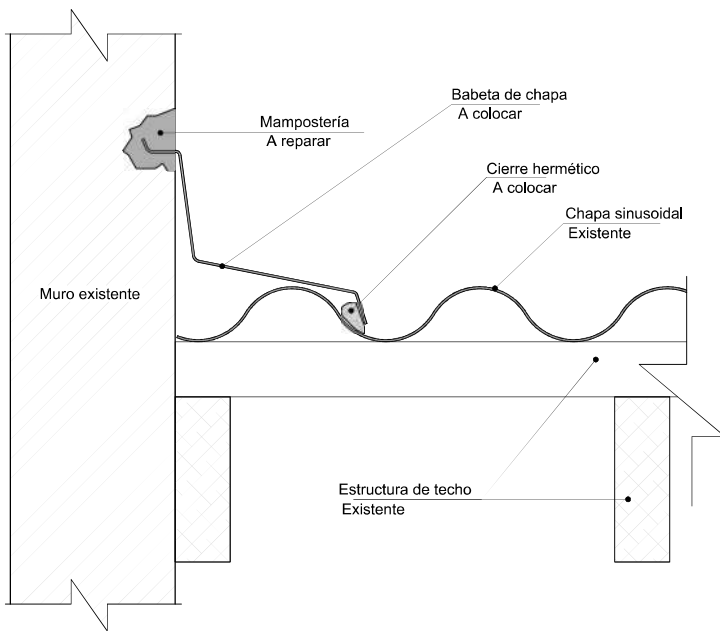 Babeta de chapa
A colocar
Mampostería
A reparar
Cierre hermético
A colocar
Chapa sinusoidal
Existente
Muro existente
Estructura de techo
Existente